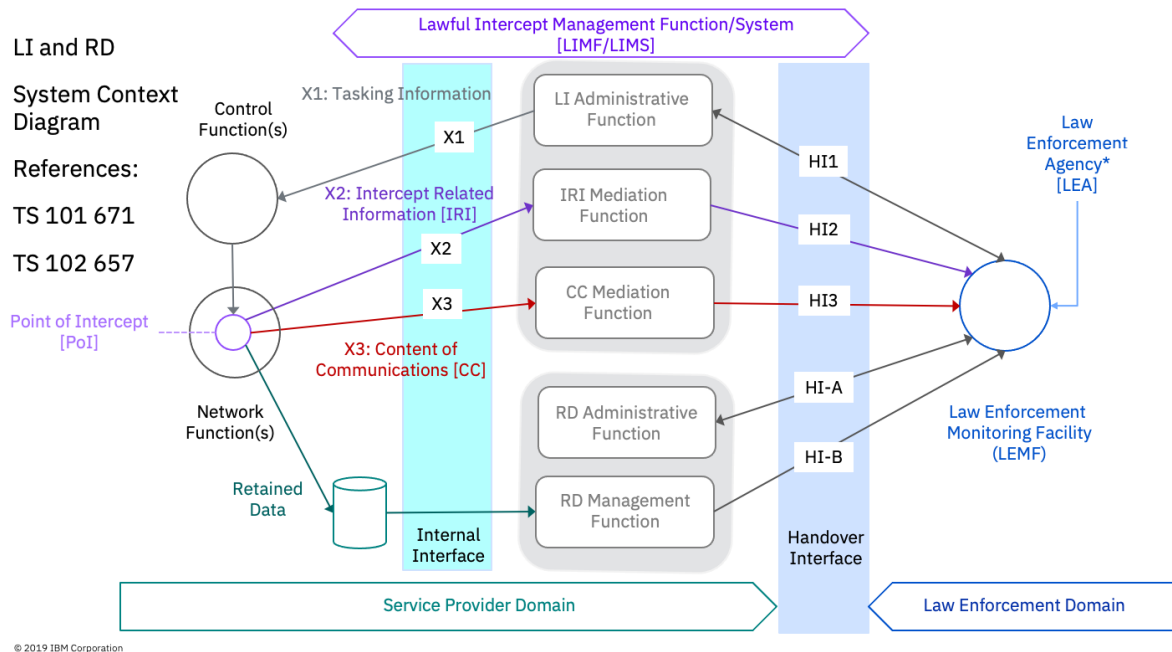 Lawful Intercept Management Function/System
[LIMF/LIMS]
LI and RD
System Context
Diagram
References:
TS 101 671
TS 102 657
Control
Function(s)
X1: Tasking Information
X1
LI Administrative
Function
HI1
Law
Enforcement
Agency*
[LEA]
X2: Intercept Related
Information [IRI]
X2
IRI Mediation
Function
HI2
X3
CC Mediation
Function
HI3
Point of Intercept
[PoI]
X3: Content of
Communications [CC]
Network
Function(s)
RD Administrative
Function
HI-A
Law Enforcement
Monitoring Facility
(LEMF)
HI-B
Retained
Data
RD Management
Function
Internal
Interface
Handover
Interface
Service Provider Domain
Law Enforcement Domain
© 2019 IBM Corporation